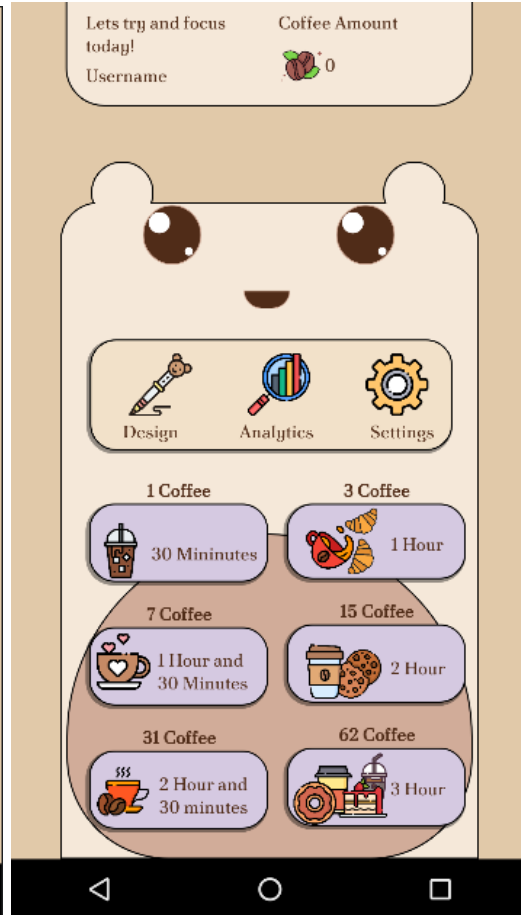 Lets try and focus
today!
Username
Coffee Amount
0
Design
Analytics
Settings
1 Coffee
30 Mininutes
3 Coffee
1 Hour
7 Coffee
1 Hour and
30 Minutes
15 Coffee
2 Hour
31 Coffee
2 Hour and
30 minutes
62 Coffee
3 Hour